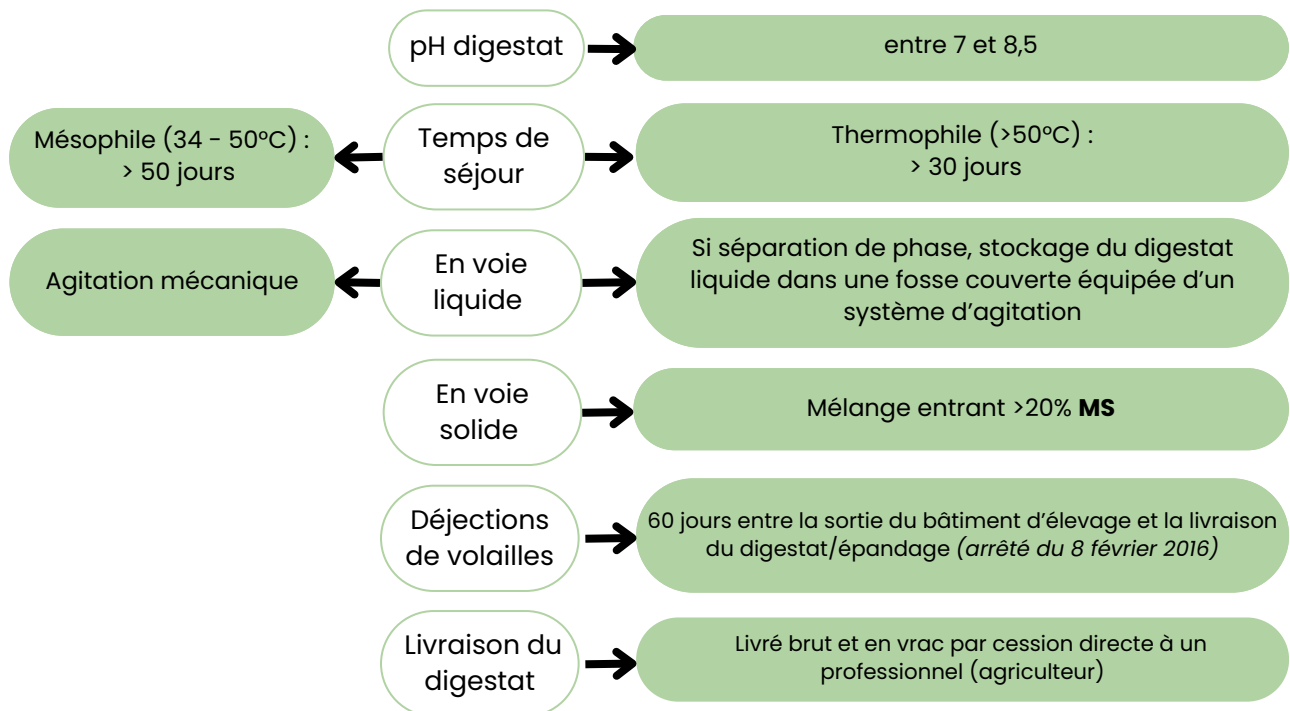 pH digestat
entre 7 et 8,5
Mésophile (34 - 50°C) :
> 50 jours
Temps de
séjour
Thermophile (>50°C) :
> 30 jours
Agitation mécanique
En voie
liquide
Si séparation de phase, stockage du digestat
liquide dans une fosse couverte équipée d’un
système d’agitation
En voie
solide
Mélange entrant >20% MS
Déjections
de volailles
60 jours entre la sortie du bâtiment d’élevage et la livraison
du digestat/épandage (arrêté du 8 février 2016)
Livraison du
digestat
Livré brut et en vrac par cession directe à un
professionnel (agriculteur)